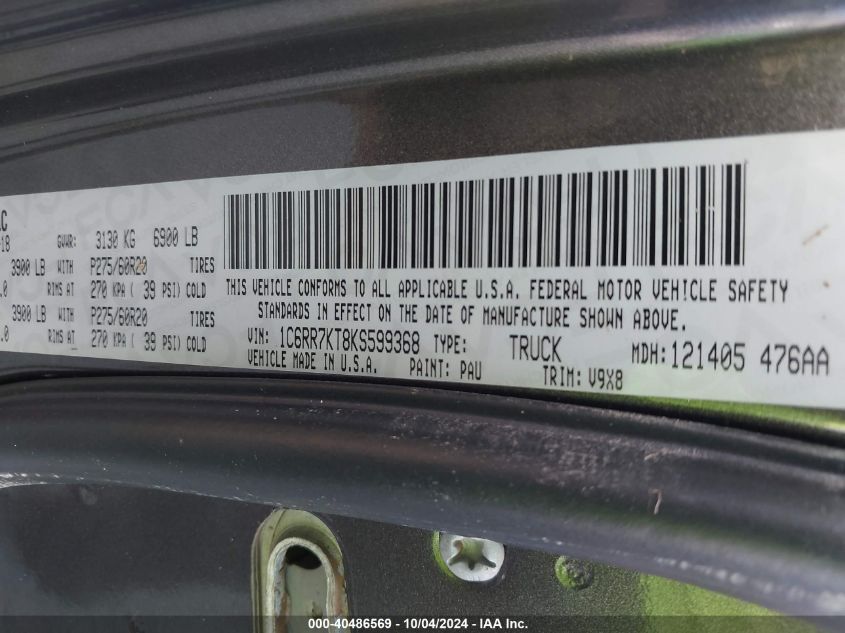 LC
-18
GVWR: 3130 KG 6900 LB
3900 LB WITH P275/60R20 TIRES
.0 RIMS AT 270 KPA ( 39 PSI) COLD
3900 LB WITH P275/60R20 TIRES
.0 RIMS AT 270 KPA ( 39 PSI) COLD
THIS VEHICLE CONFORMS TO ALL APPLICABLE U.S.A. FEDERAL MOTOR VEHICLE SAFETY
STANDARDS IN EFFECT ON THE DATE OF MANUFACTURE SHOWN ABOVE.
VIN: 1C6RR7KT8KS599368 TYPE: TRUCK MDH: 121405 476AA
VEHICLE MADE IN U.S.A. PAINT: PAU TRIM: V9X8
000-40486569 - 10/04/2024 - IAA Inc.